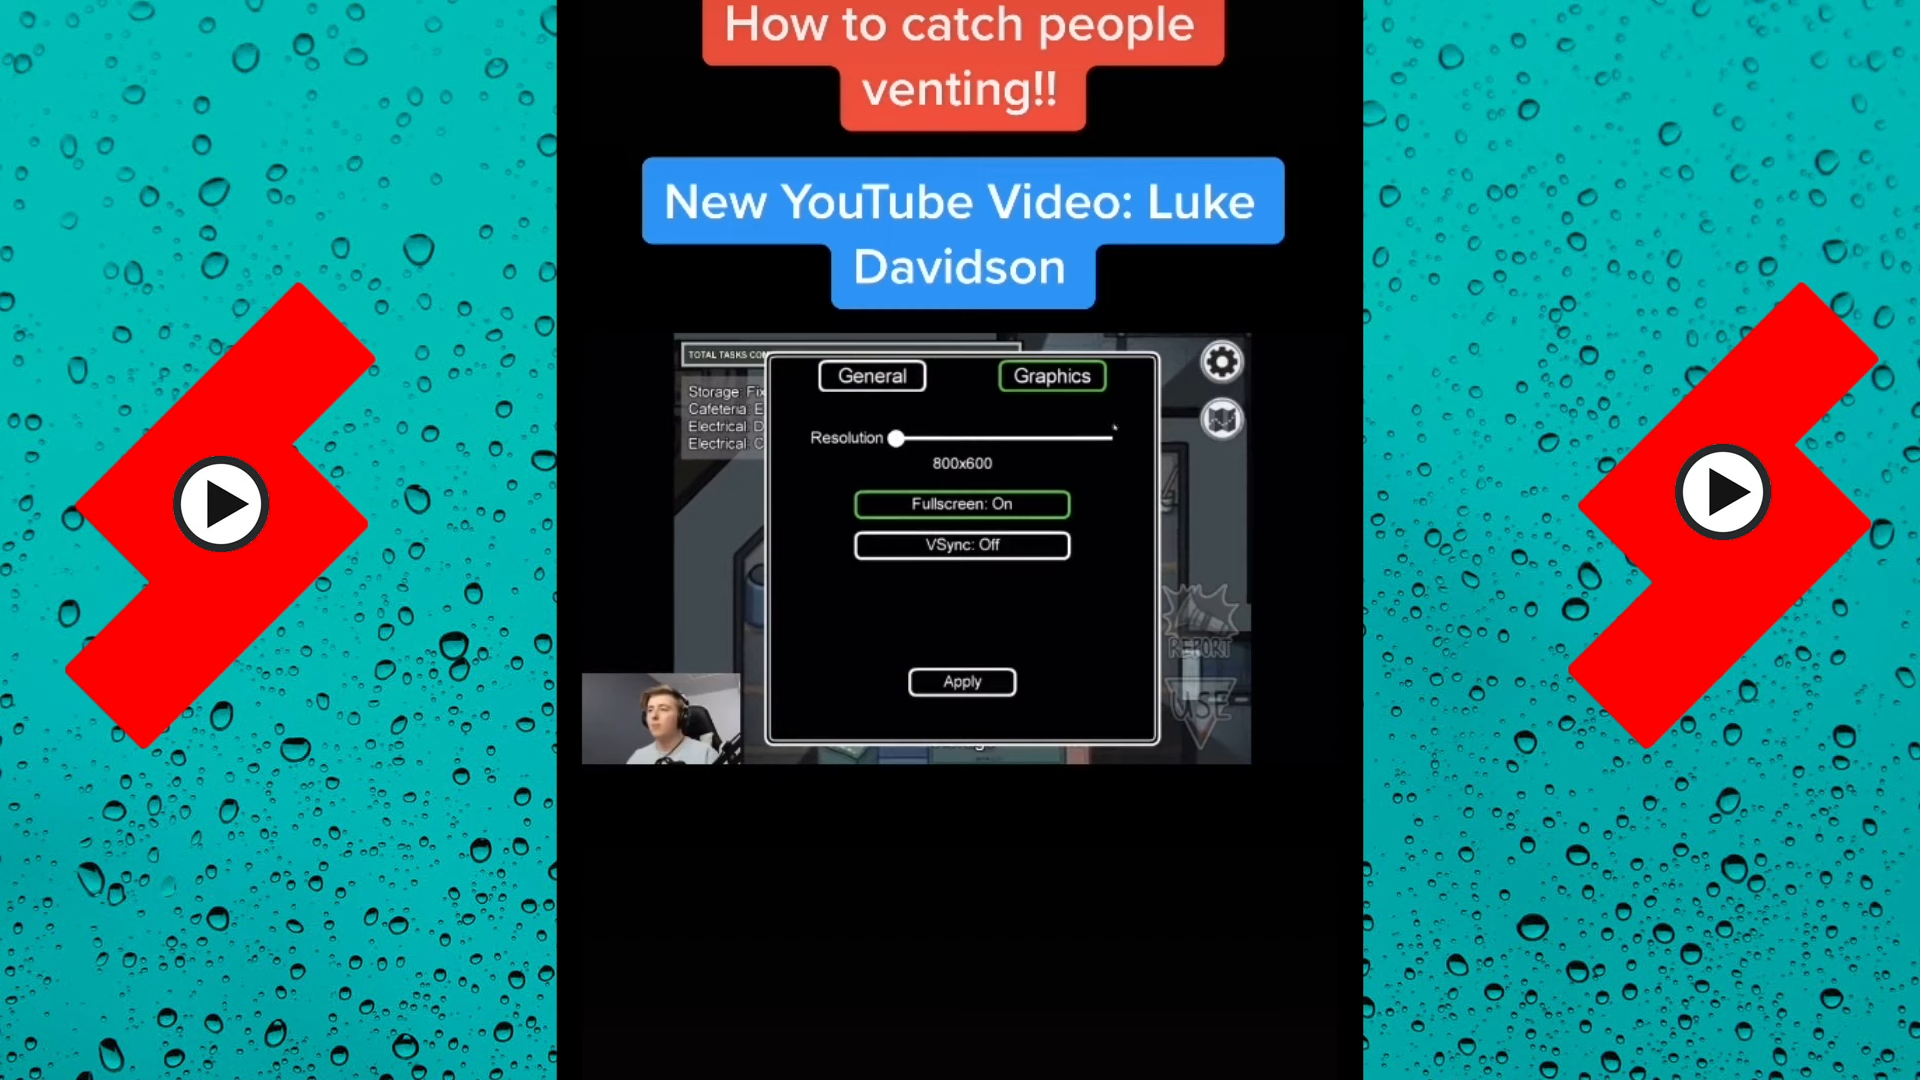 How to catch people
venting!!
New YouTube Video: Luke
Davidson
TOTAL TASKS
General
Graphics
Storage:
Cafeteria:
Electrical:
Electrical:
Resolution
800x600
Fullscreen: On
VSync: Off
REPORT
Apply
USE